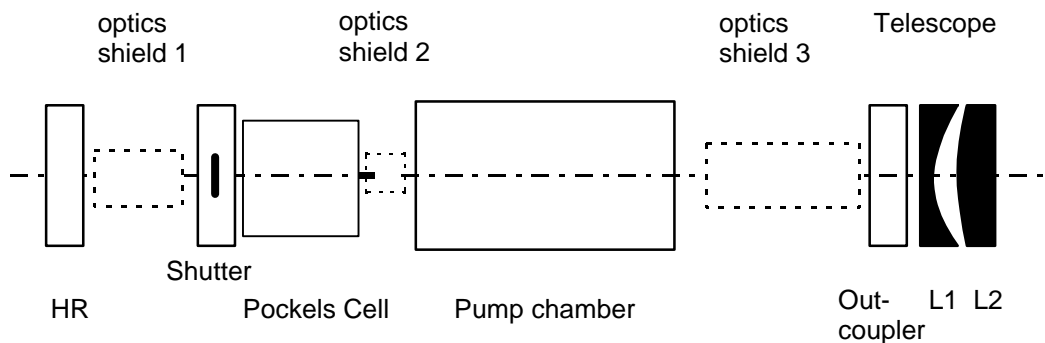 optics
shield 1
optics
shield 2
optics
shield 3
Telescope
Shutter
HR
Pockels Cell
Pump chamber
Out-
coupler
L1
L2